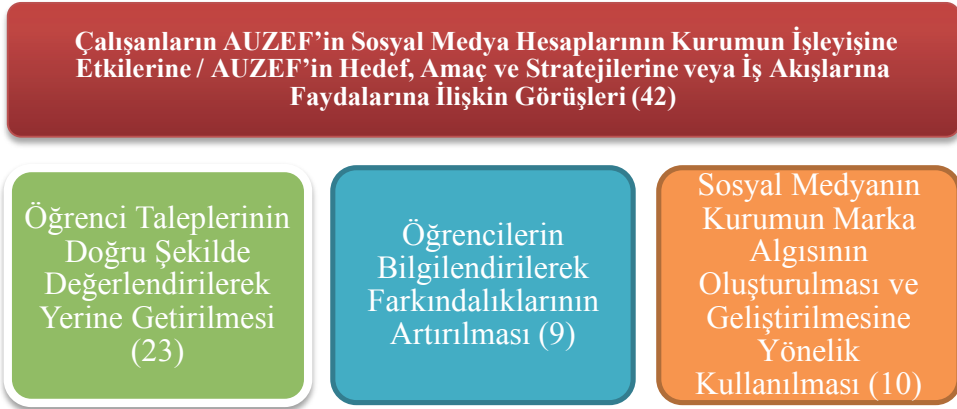 Çalışanların AUZEF’in Sosyal Medya Hesaplarının Kurumun İşleyişine
Etkilerine / AUZEF’in Hedef, Amaç ve Stratejilerine veya İş Akışlarına
Faydalarına İlişkin Görüşleri (42)
Öğrenci Taleplerinin
Doğru Şekilde
Değerlendirilerek
Yerine Getirilmesi
(23)
Öğrencilerin
Bilgilendirilerek
Farkındalıklarının
Artırılması (9)
Sosyal Medyanın
Kurumun Marka
Algısının
Oluşturulması ve
Geliştirilmesine
Yönelik
Kullanılması (10)